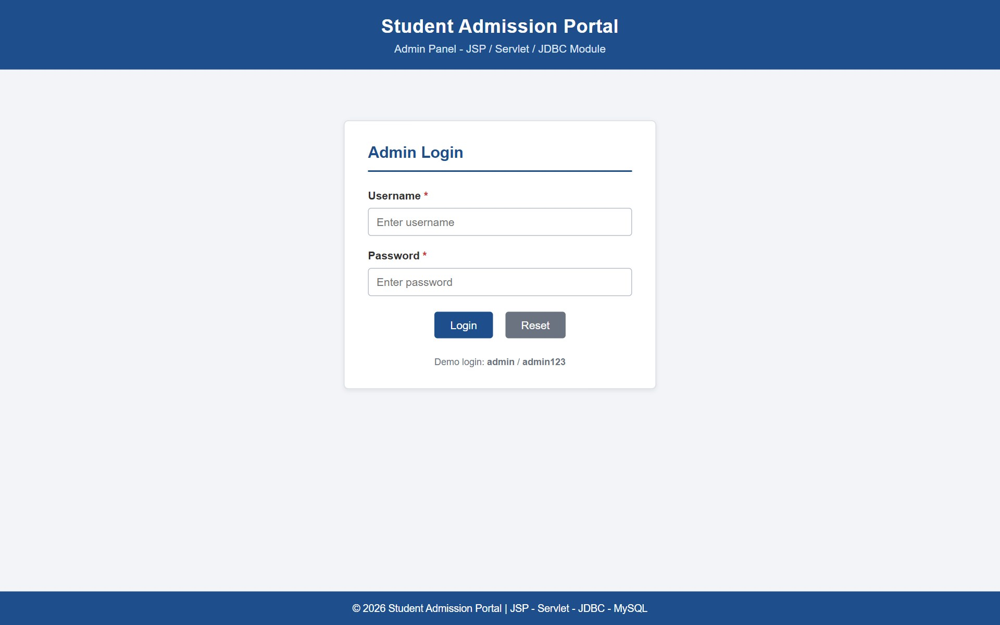 Student Admission Portal
Admin Panel - JSP / Servlet / JDBC Module
Admin Login
Username *
Enter username
Password *
Enter password
Login Reset
Demo login: admin / admin123
© 2026 Student Admission Portal | JSP - Servlet - JDBC - MySQL